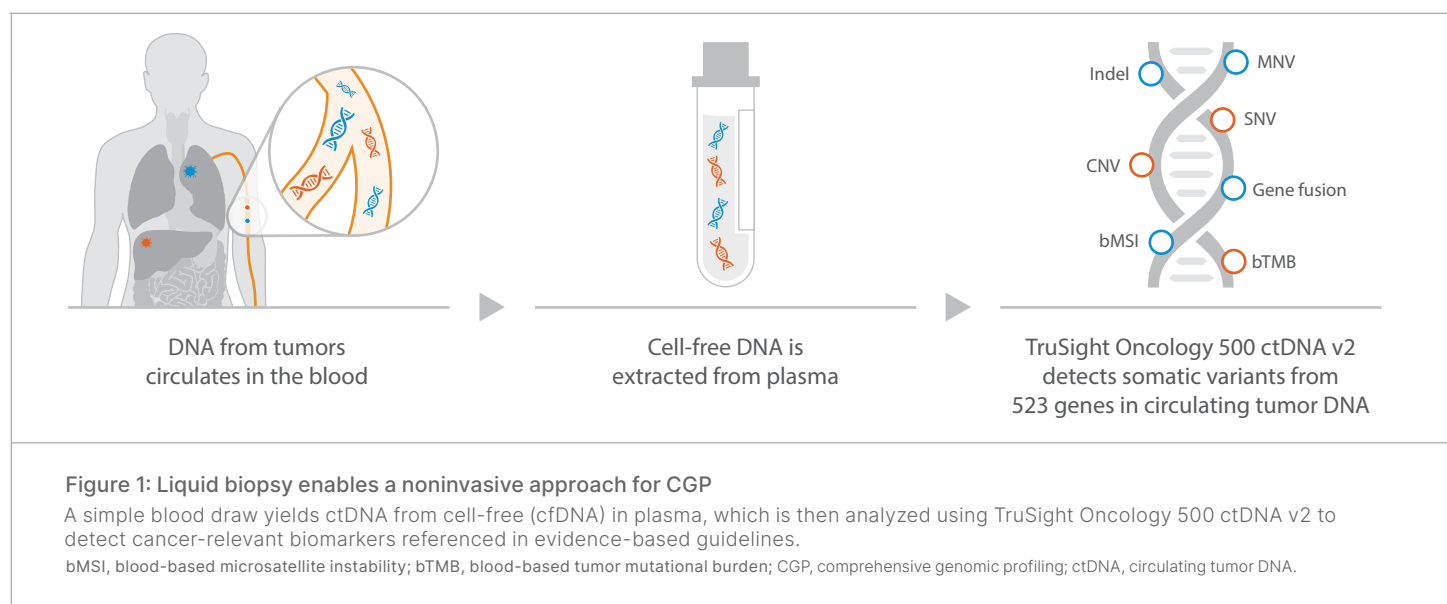 Indel
MNV
SNV
CNV
Gene fusion
bMSI
bTMB
DNA from tumors
circulates in the blood
Cell-free DNA is
extracted from plasma
TruSight Oncology 500 ctDNA v2
detects somatic variants from
523 genes in circulating tumor DNA
Figure 1: Liquid biopsy enables a noninvasive approach for CGP
A simple blood draw yields ctDNA from cell-free (cfDNA) in plasma, which is then analyzed using TruSight Oncology 500 ctDNA v2 to
detect cancer-relevant biomarkers referenced in evidence-based guidelines.
bMSI, blood-based microsatellite instability; bTMB, blood-based tumor mutational burden; CGP, comprehensive genomic profiling; ctDNA, circulating tumor DNA.